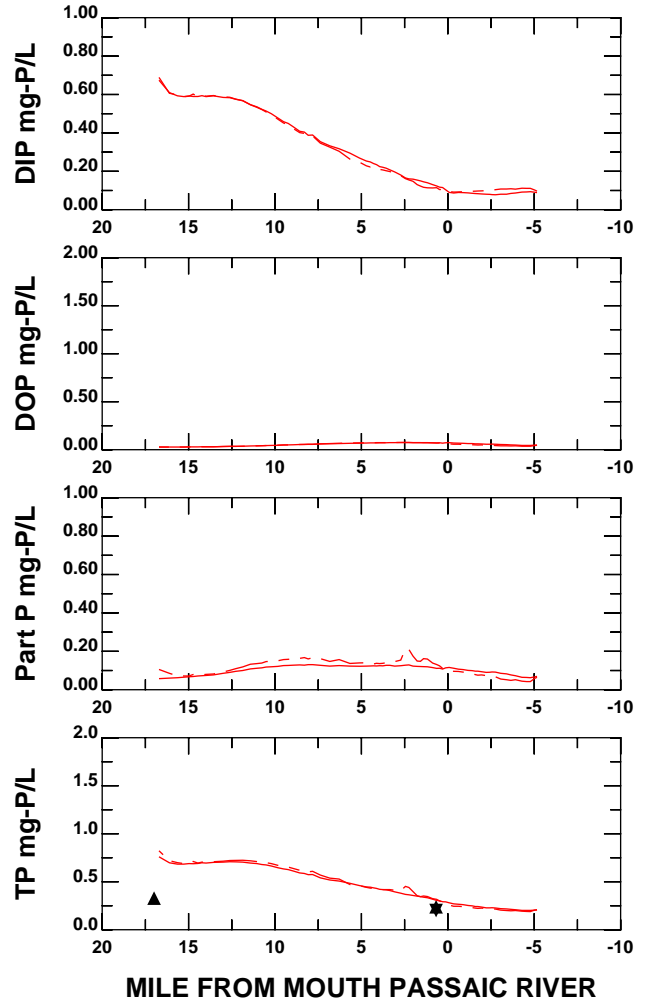 DIP mg-P/L
1.00
0.80
0.60
0.40
0.20
0.00
20 15 10 5 0 -5 -10
DOP mg-P/L
2.00
1.50
1.00
0.50
0.00
20 15 10 5 0 -5 -10
Part P mg-P/L
1.00
0.80
0.60
0.40
0.20
0.00
20 15 10 5 0 -5 -10
TP mg-P/L
2.0
1.5
1.0
0.5
0.0
20 15 10 5 0 -5 -10
MILE FROM MOUTH PASSAIC RIVER